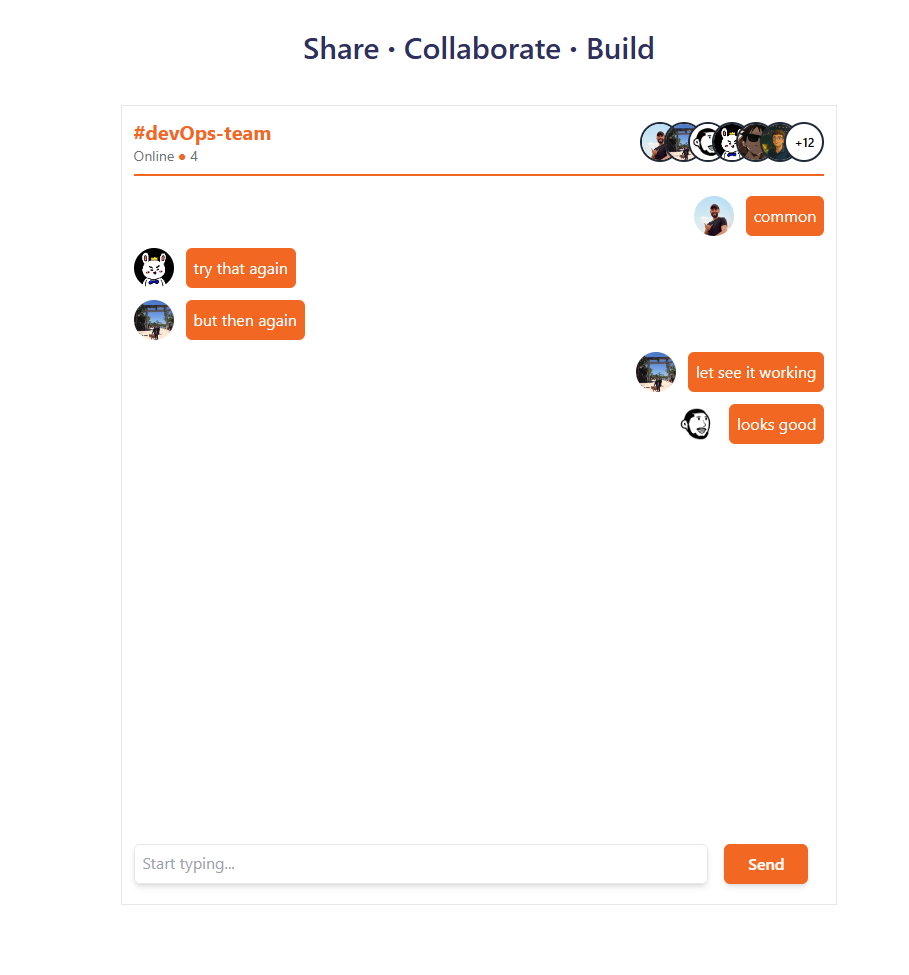 Share · Collaborate · Build
#devOps-team
Online ● 4
+12
common
try that again
but then again
let see it working
looks good
Start typing...
Send